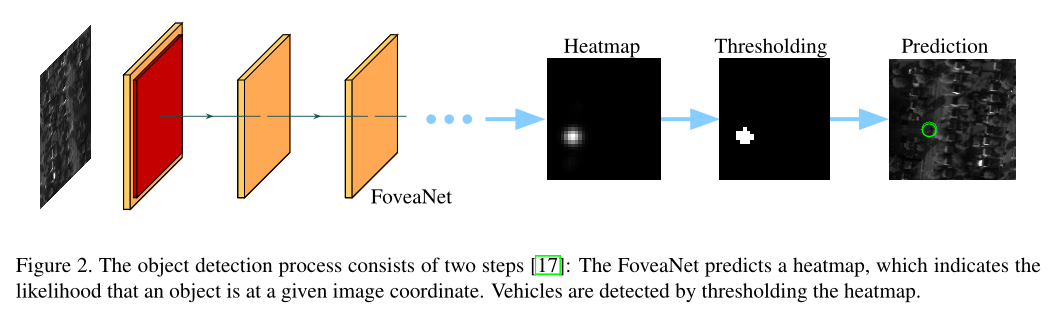 Heatmap Thresholding Prediction
FoveaNet
Figure 2. The object detection process consists of two steps [17]: The FoveaNet predicts a heatmap, which indicates the
likelihood that an object is at a given image coordinate. Vehicles are detected by thresholding the heatmap.